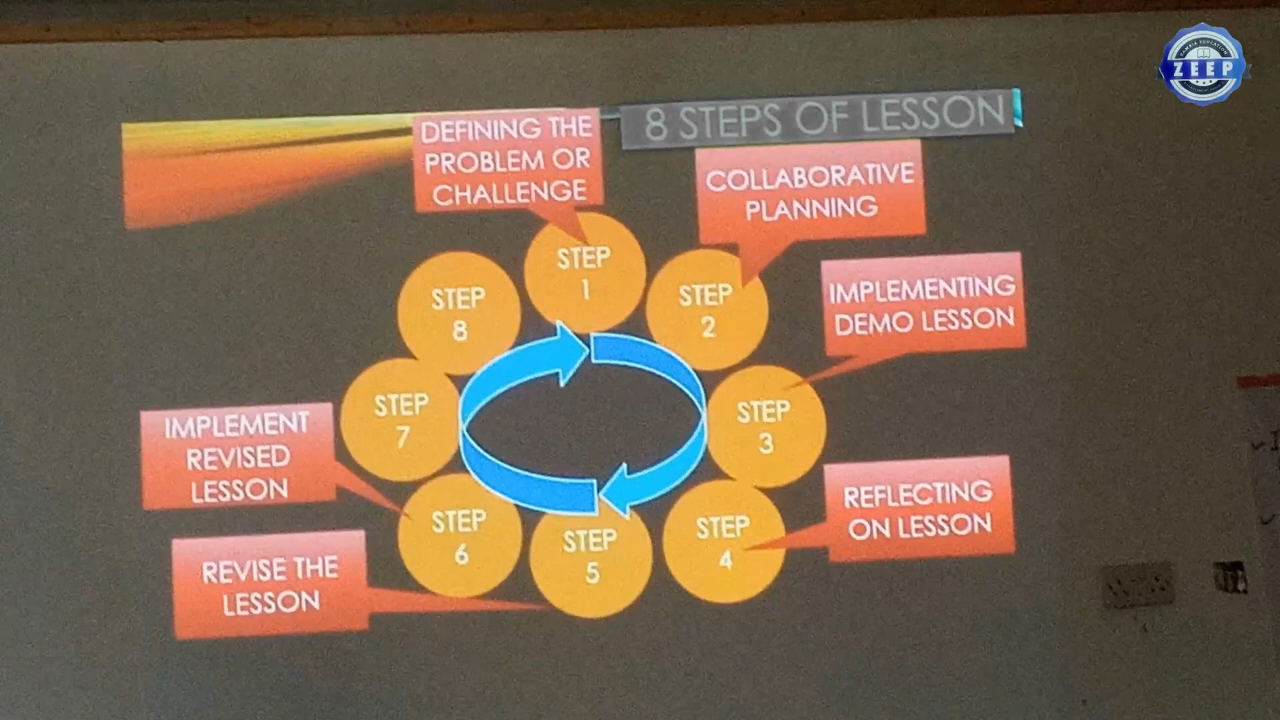 ZAMBIA EDUCATION
ZEEP
8 STEPS OF LESSON
DEFINING THE
PROBLEM OR
CHALLENGE
COLLABORATIVE
PLANNING
IMPLEMENTING
DEMO LESSON
REFLECTING
ON LESSON
REVISE THE
LESSON
IMPLEMENT
REVISED
LESSON
STEP
1
STEP
2
STEP
3
STEP
4
STEP
5
STEP
6
STEP
7
STEP
8